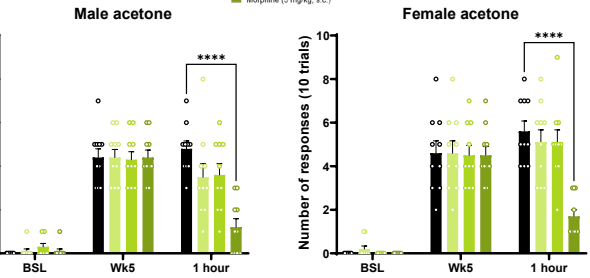 Morphine (5 mg/kg, s.c.)
Male acetone
****
BSL
Wk5
1 hour
Female acetone
Number of responses (10 trials)
10
8
6
4
2
0
****
BSL
Wk5
1 hour